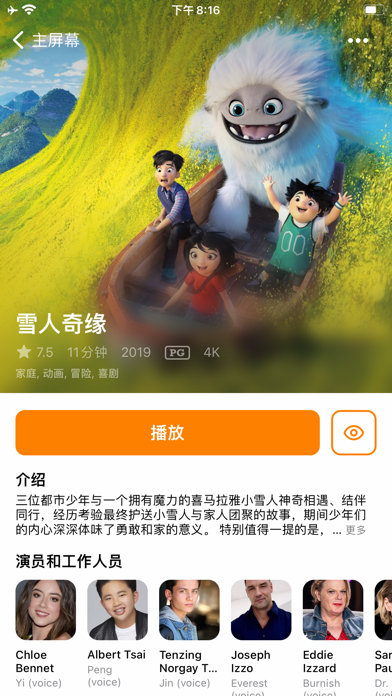 下午 8:16
主屏幕
雪人奇缘
7.5 11分钟 2019 PG 4K
家庭, 动画, 冒险, 喜剧
播放
介绍
三位都市少年与一个拥有魔力的喜马拉雅小雪人神奇相遇、结伴
同行，经历考验最终护送小雪人与家人团聚的故事，期间少年们
的内心深深体味了勇敢和家的意义。 特别值得一提的是，... 更多
演员和工作人员
Chloe
Bennet
Yi (voice)
Albert Tsai
Peng
(voice)
Tenzing
Norgay T...
Jin (voice)
Joseph
Izzo
Everest
(voice)
Eddie
Izzard
Burnish
(voice)
Sar
Pau
Dr.
(vo